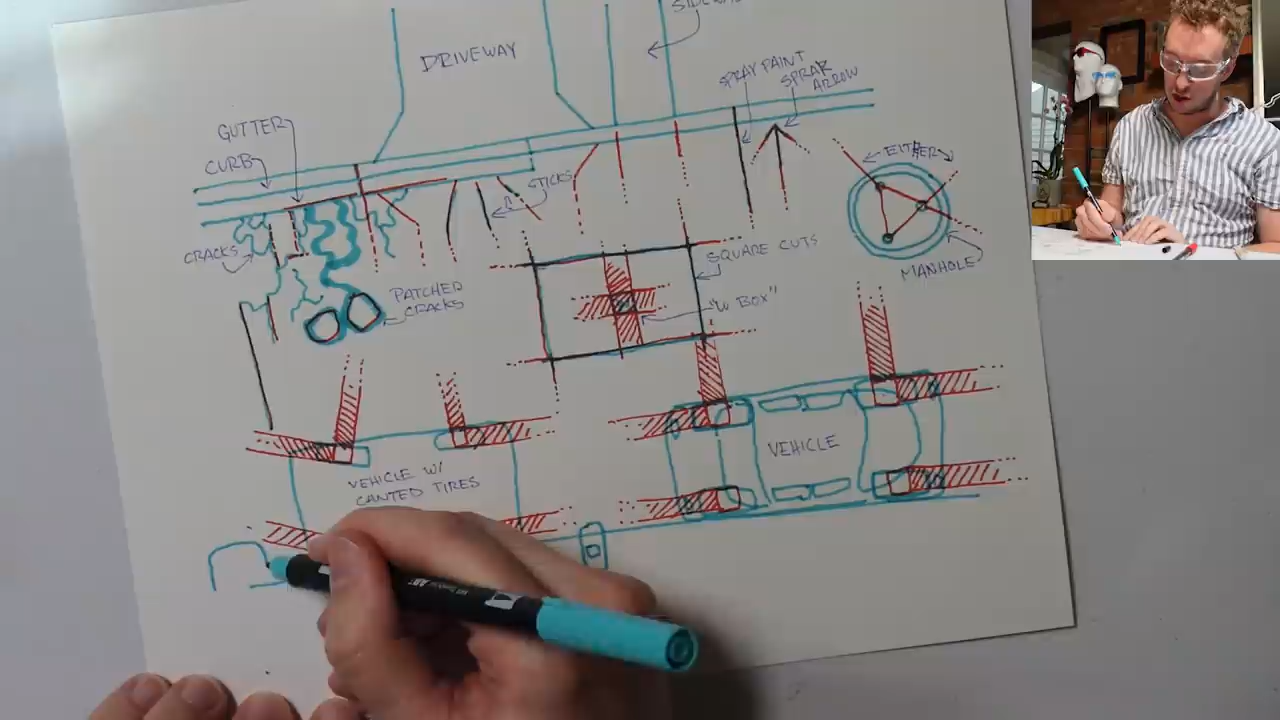 DRIVEWAY
SPRAY PAINT
SPRAR
ARROW
GUTTER
CURB
EITHER
STICKS
CRACKS
SQUARE CUTS
MANHOLE
PATCHED
CRACKS
"W BOX"
VEHICLE
VEHICLE W/
CANTED TIRES